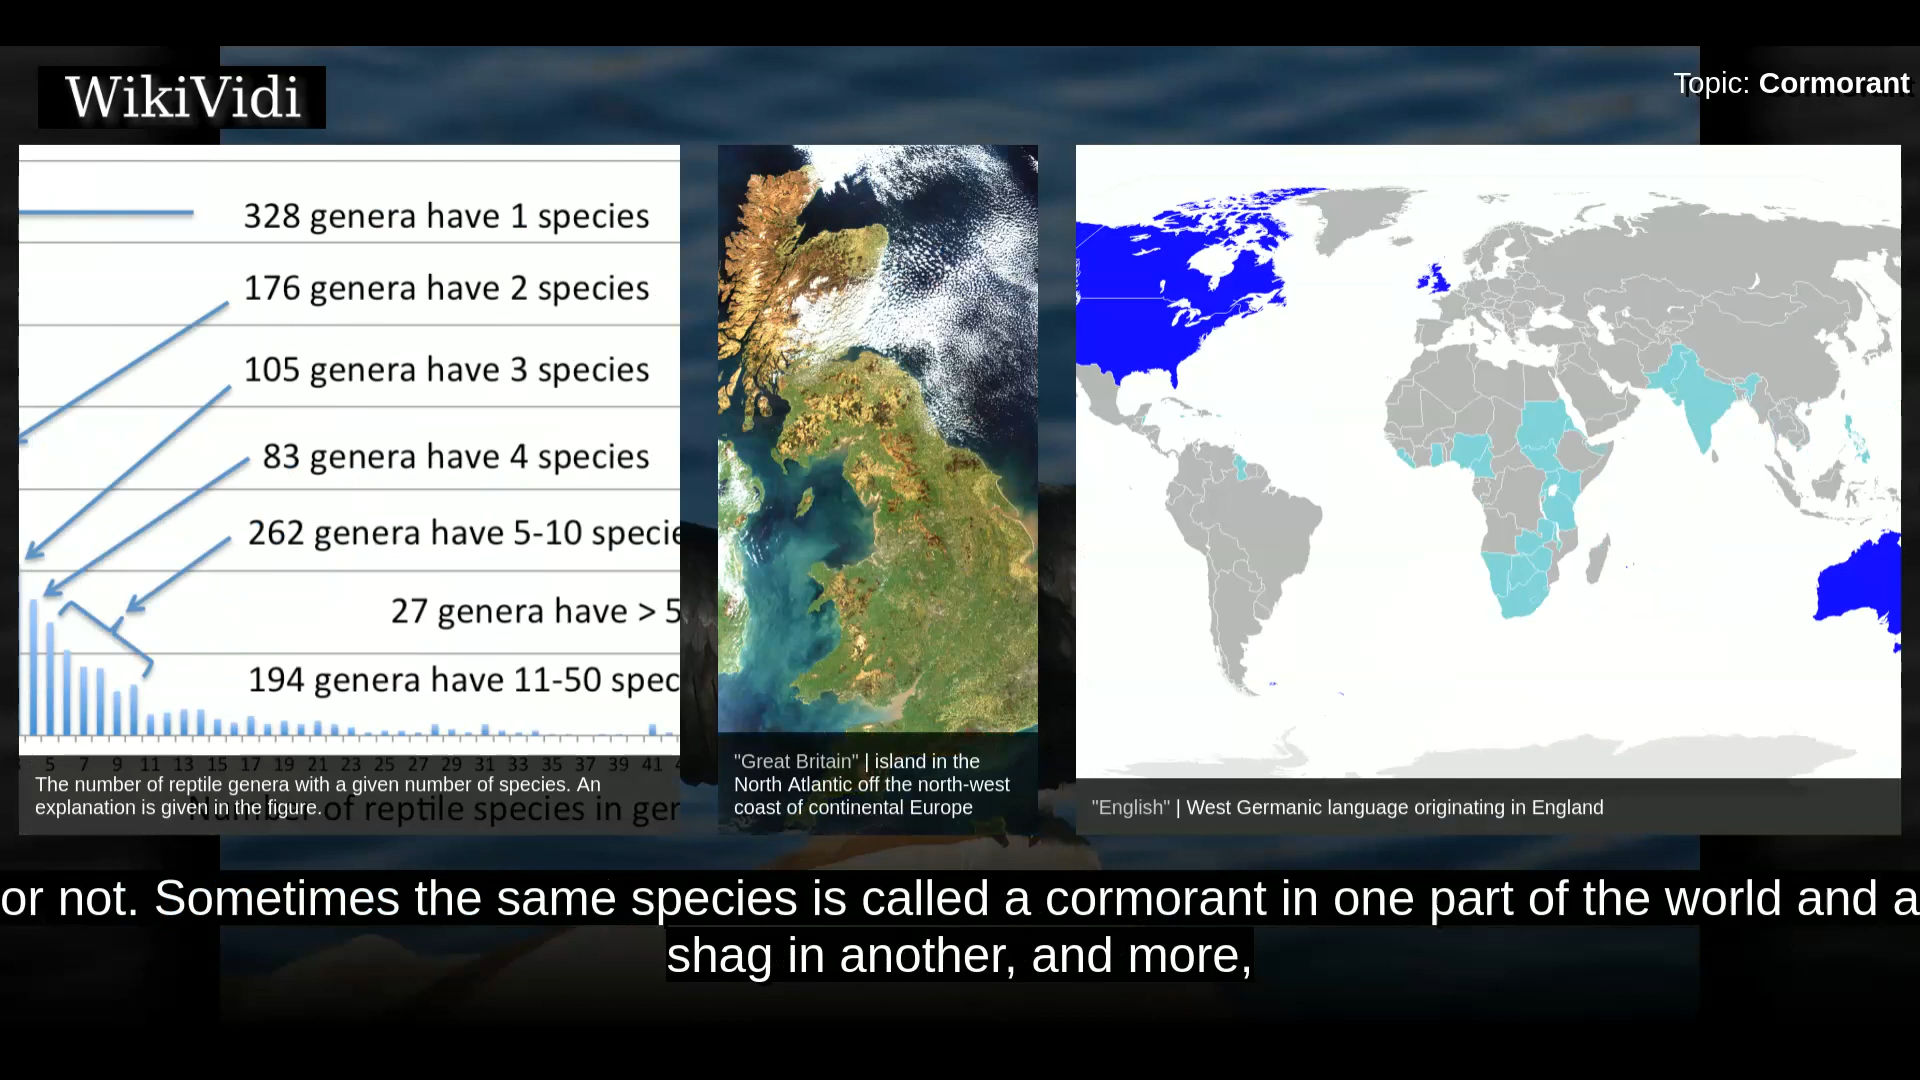 WikiVidi
Topic: Cormorant
328 genera have 1 species
176 genera have 2 species
105 genera have 3 species
83 genera have 4 species
262 genera have 5-10 specie
27 genera have > 5
194 genera have 11-50 spec
5 7 9 11 13 15 17 19 21 23 25 27 29 31 33 35 37 39 41
Number of reptile species in ger
The number of reptile genera with a given number of species. An
explanation is given in the figure.
"Great Britain" | island in the
North Atlantic off the north-west
coast of continental Europe
"English" | West Germanic language originating in England
or not. Sometimes the same species is called a cormorant in one part of the world and a
shag in another, and more,